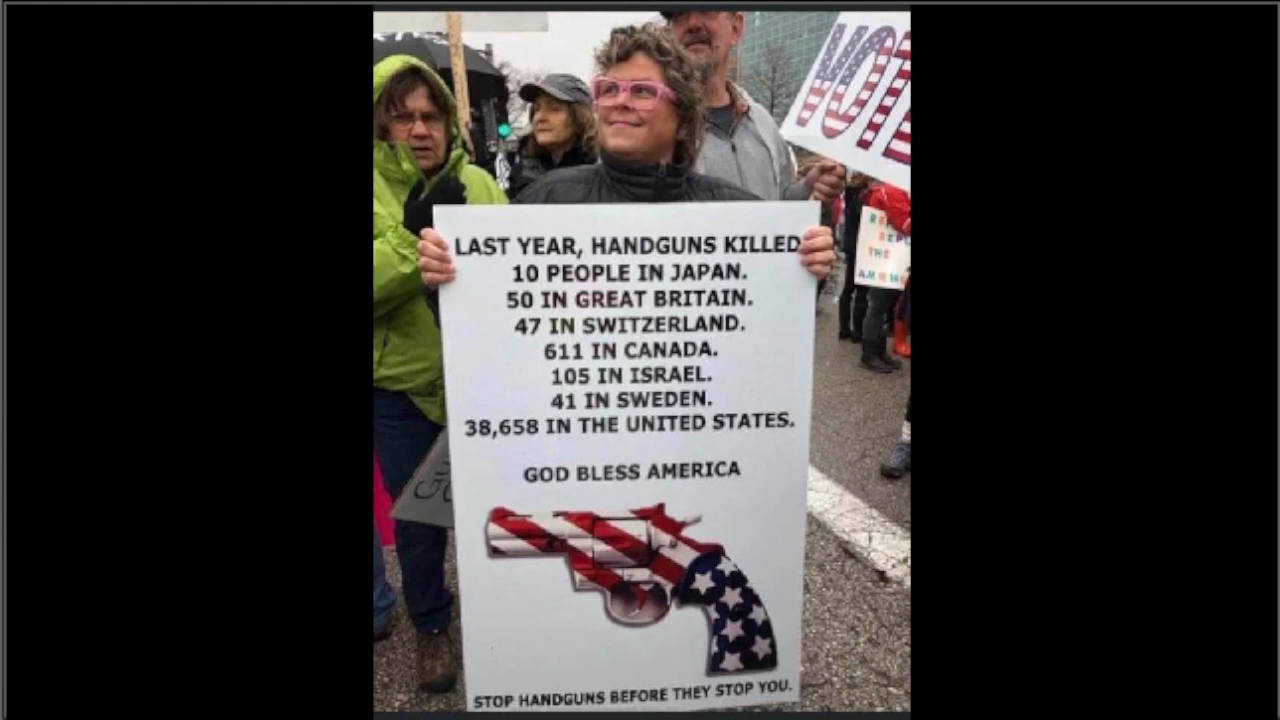 VOTE
LAST YEAR, HANDGUNS KILLED
10 PEOPLE IN JAPAN.
50 IN GREAT BRITAIN.
47 IN SWITZERLAND.
611 IN CANADA.
105 IN ISRAEL.
41 IN SWEDEN.
38,658 IN THE UNITED STATES.
GOD BLESS AMERICA
STOP HANDGUNS BEFORE THEY STOP YOU.
THE